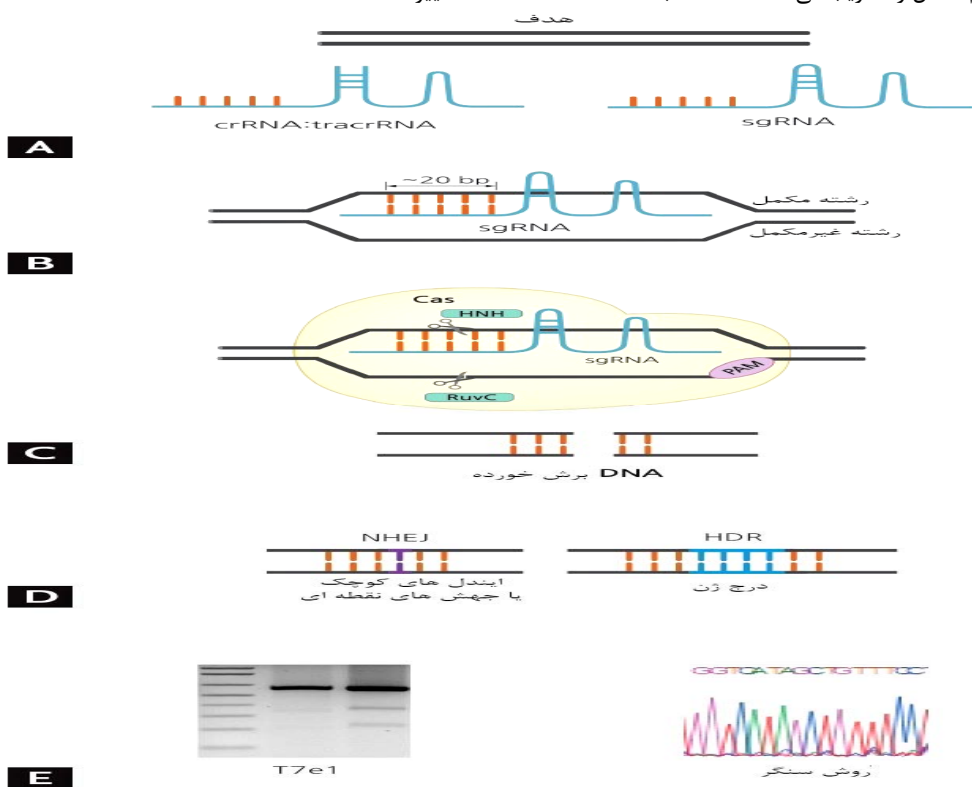 هدف
crRNA:tracrRNA
sgRNA
A
~20 bp
رشته مکمل
sgRNA
رشته غیرمکمل
B
Cas
HNH
sgRNA
PAM
RuvC
C
DNA برش خورده
NHEJ
HDR
ایندل های کوچک
یا جهش های نقطه ای
درج ژن
D
GGTCATAGCTGTTTTGC
T7e1
روش سنگر
E